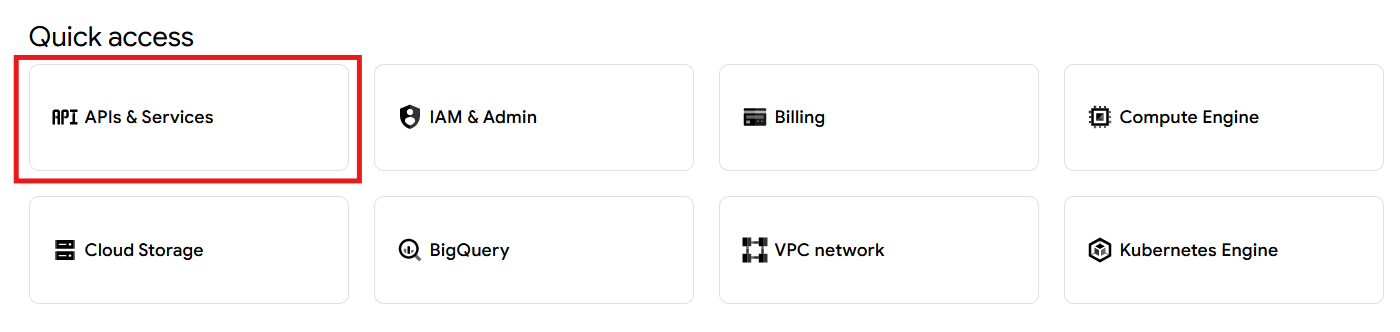 Quick access
API APIs & Services
IAM & Admin
Billing
Compute Engine
Cloud Storage
BigQuery
VPC network
Kubernetes Engine